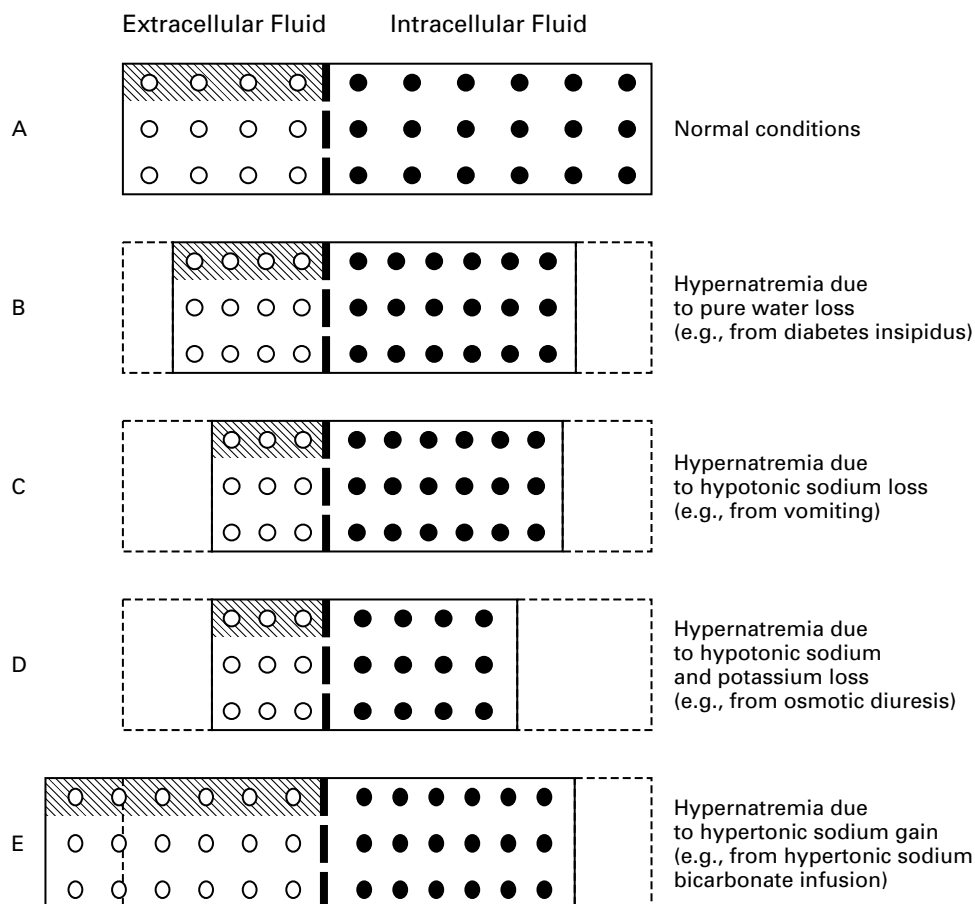 Extracellular Fluid Intracellular Fluid
A
Normal conditions
B
Hypernatremia due
to pure water loss
(e.g., from diabetes insipidus)
C
Hypernatremia due
to hypotonic sodium loss
(e.g., from vomiting)
D
Hypernatremia due
to hypotonic sodium
and potassium loss
(e.g., from osmotic diuresis)
E
Hypernatremia due
to hypertonic sodium gain
(e.g., from hypertonic sodium
bicarbonate infusion)